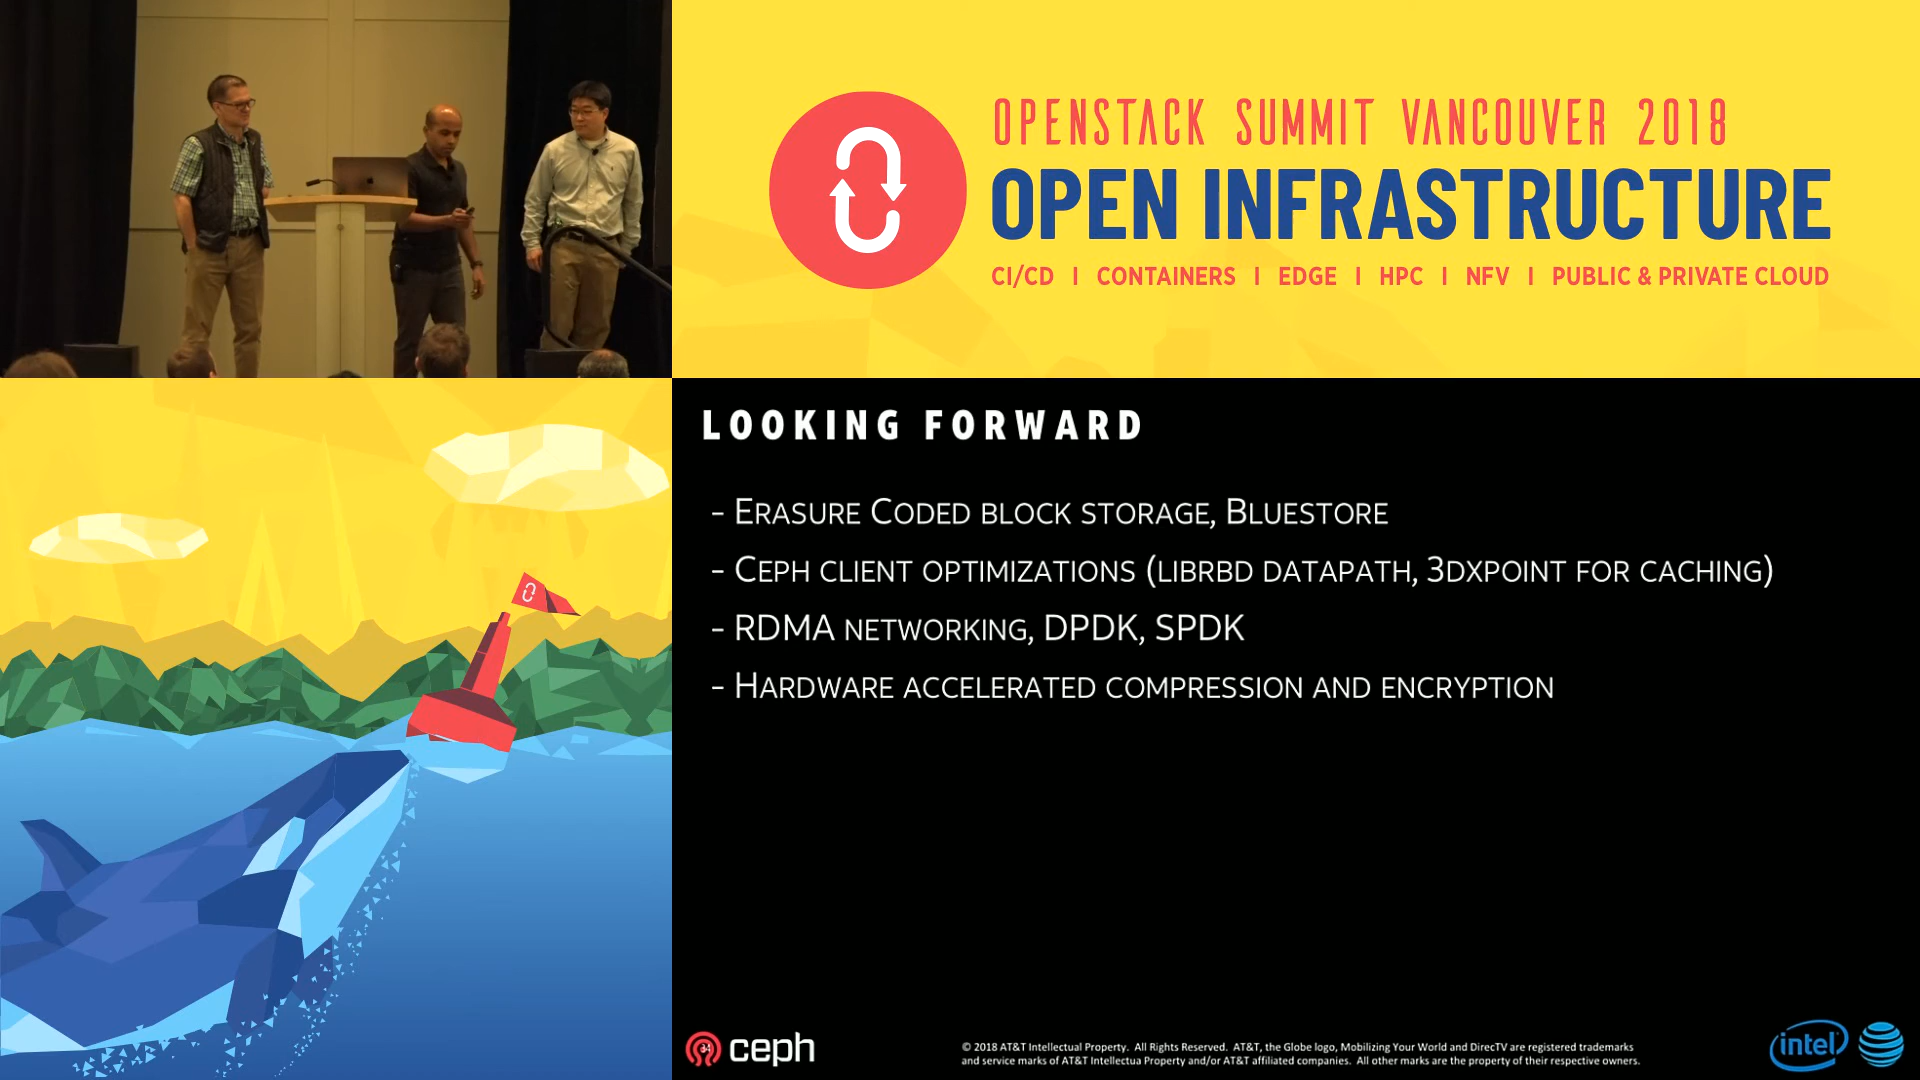 OPENSTACK SUMMIT VANCOUVER 2018
OPEN INFRASTRUCTURE
CI/CD | CONTAINERS | EDGE | HPC | NFV | PUBLIC & PRIVATE CLOUD
LOOKING FORWARD
- ERASURE CODED BLOCK STORAGE, BLUESTORE
- CEPH CLIENT OPTIMIZATIONS (LIBRBD DATAPATH, 3DXPOINT FOR CACHING)
- RDMA NETWORKING, DPDK, SPDK
- HARDWARE ACCELERATED COMPRESSION AND ENCRYPTION
34
ceph
© 2018 AT&T Intellectual Property. All Rights Reserved. AT&T, the Globe logo, Mobilizing Your World and DirecTV are registered trademarks
and service marks of AT&T Intellectua Property and/or AT&T affiliated companies. All other marks are the property of their respective owners.
intel